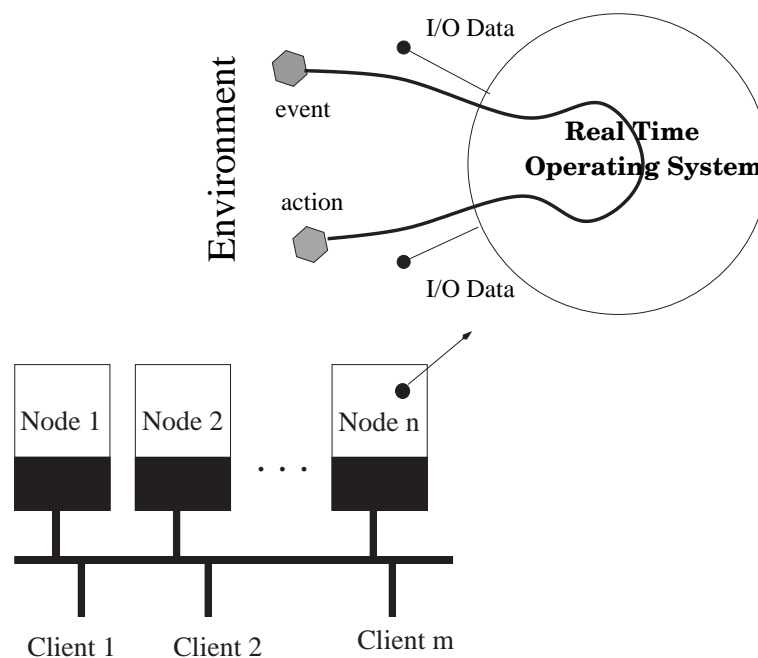 I/O Data
Environment
event
Real Time
Operating System
action
I/O Data
Node 1
Node 2
Node n
. . .
Client 1
Client 2
Client m